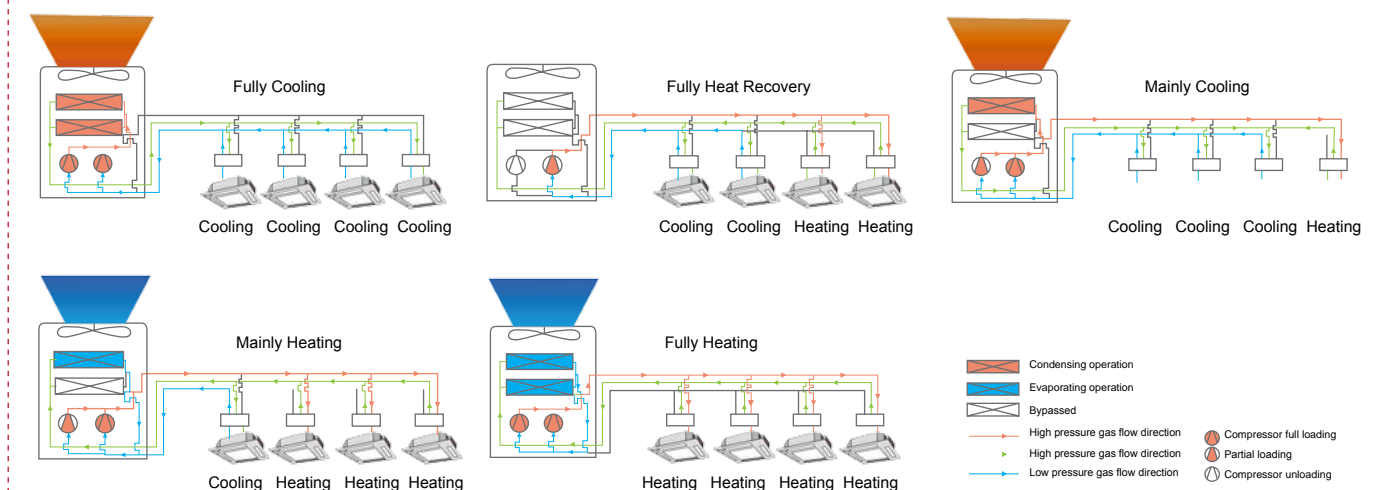 Fully Cooling
Cooling Cooling Cooling Cooling
Fully Heat Recovery
Cooling Cooling Heating Heating
Mainly Cooling
Cooling Cooling Cooling Heating
Mainly Heating
Cooling Heating Heating Heating
Fully Heating
Heating Heating Heating Heating
Condensing operation
Evaporating operation
Bypassed
High pressure gas flow direction
High pressure gas flow direction
Low pressure gas flow direction
Compressor full loading
Partial loading
Compressor unloading